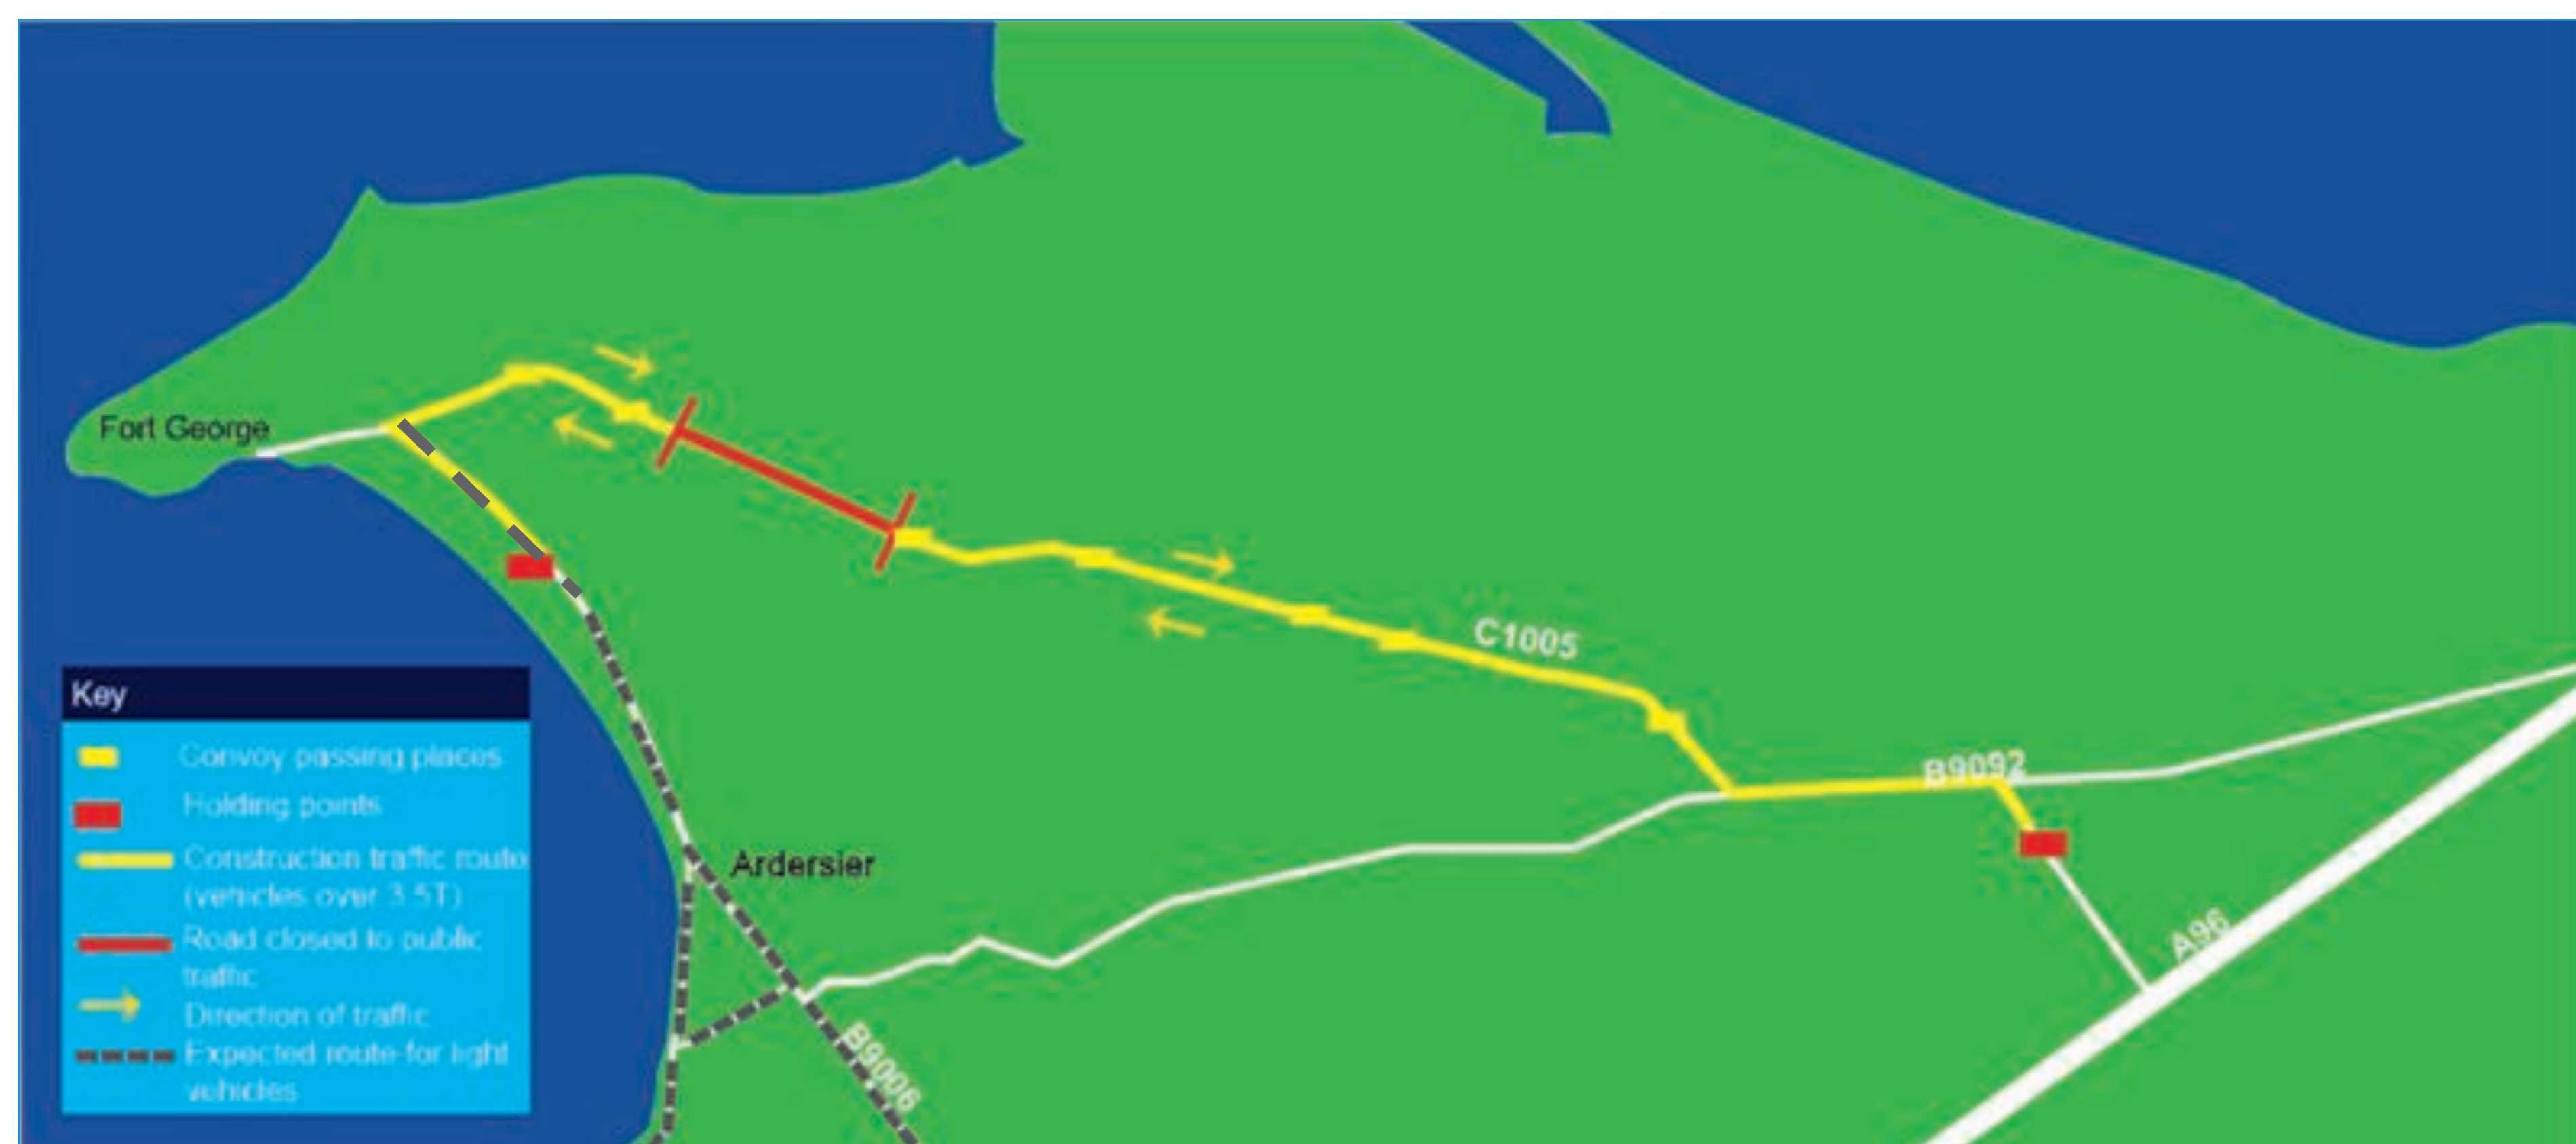 Fort George
C1005
B9092
Ardersier
A96
B9006
Key
Convoy passing places
Holding points
Construction traffic route
(vehicles over 3.5T)
Road closed to public
traffic
Direction of traffic
Expected route for light
vehicles